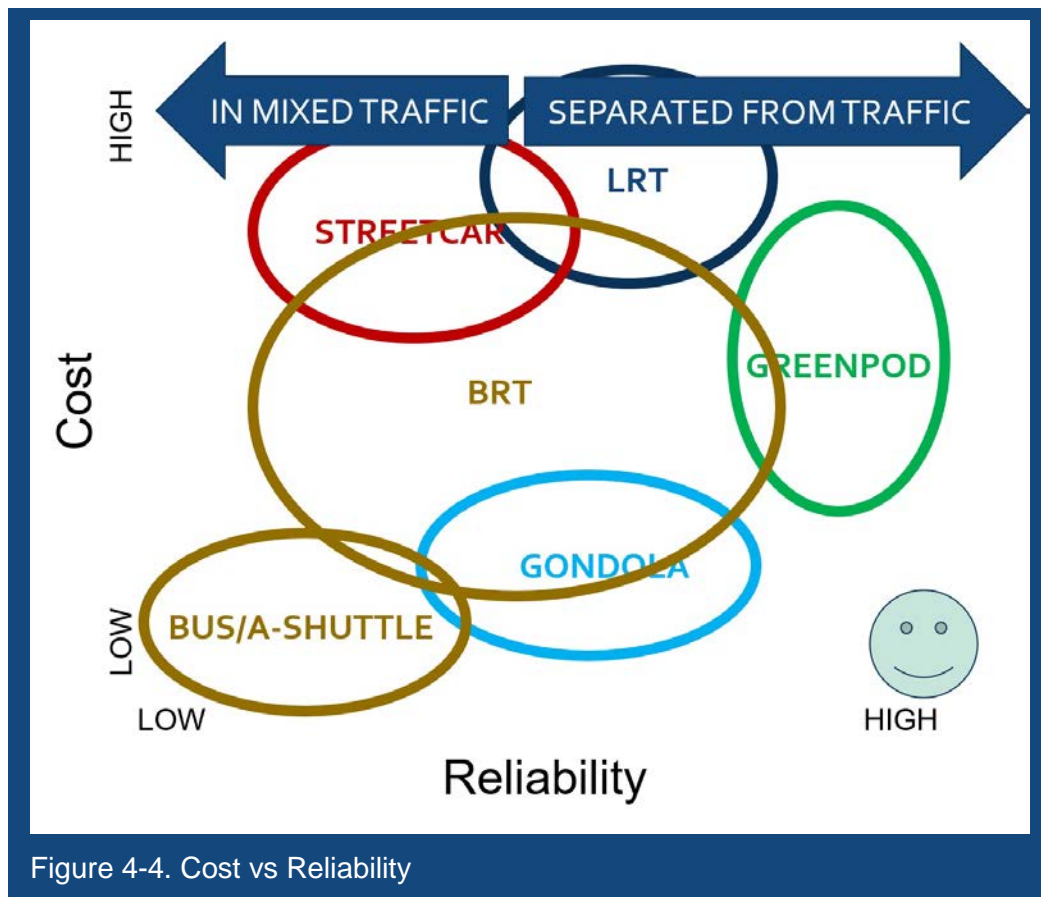 IN MIXED TRAFFIC
SEPARATED FROM TRAFFIC
HIGH
LRT
STREETCAR
Cost
GREENPOD
BRT
GONDOLA
LOW
BUS/A-SHUTTLE
LOW
HIGH
Reliability
Figure 4-4. Cost vs Reliability